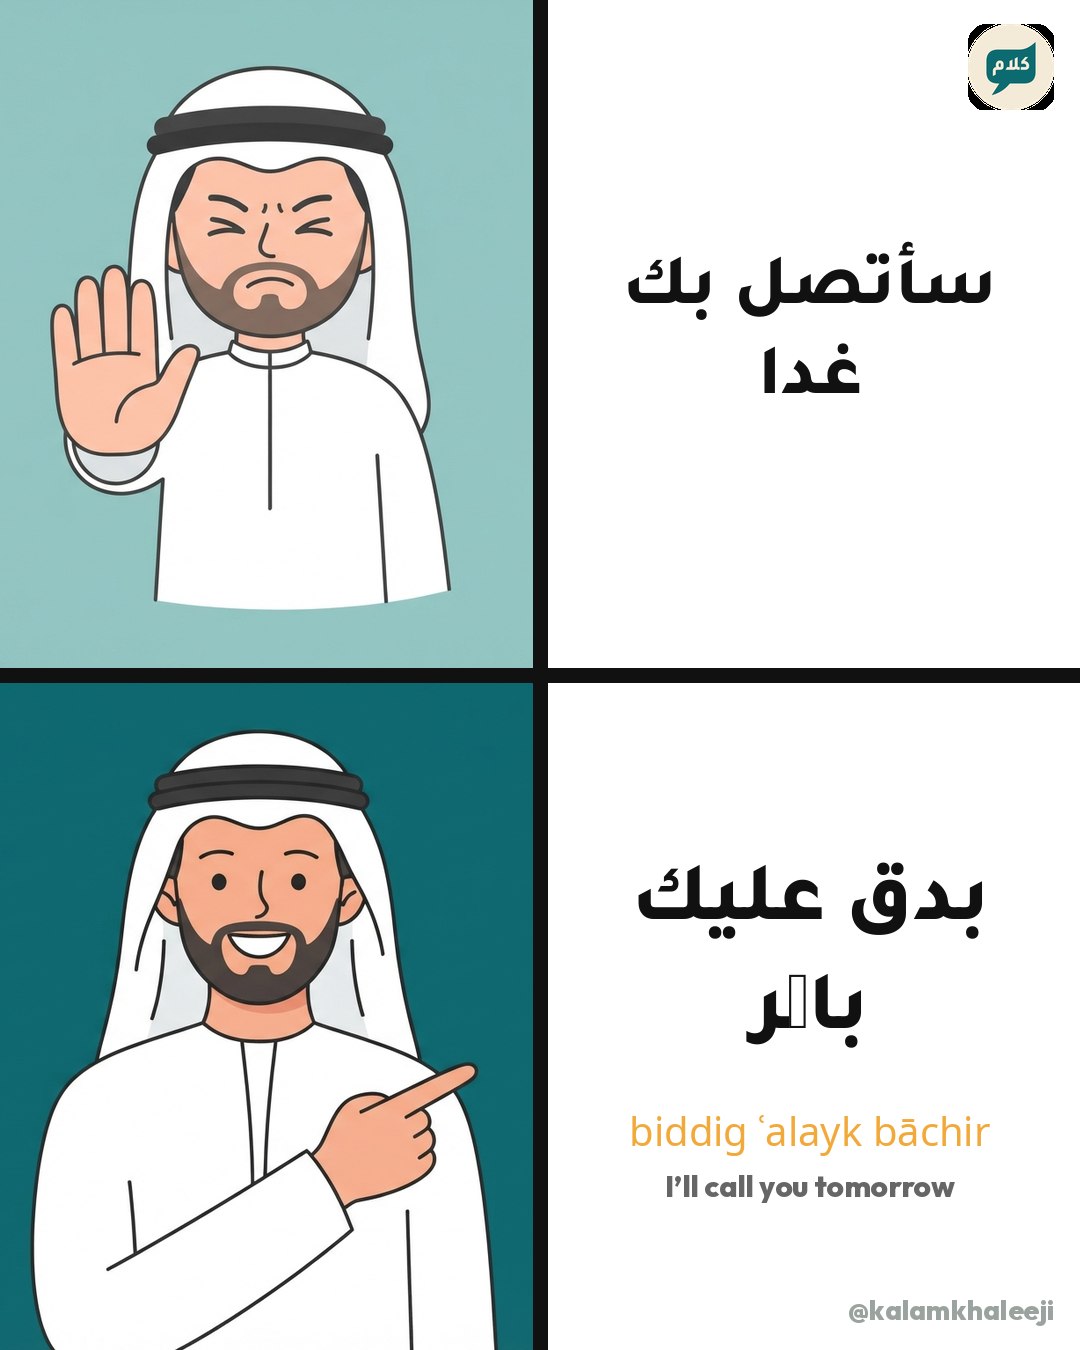 كلام
سأتصل بك
غدا
بدق عليك
biddig ʿalayk bāchir
I'll call you tomorrow
@kalamkhaleeji